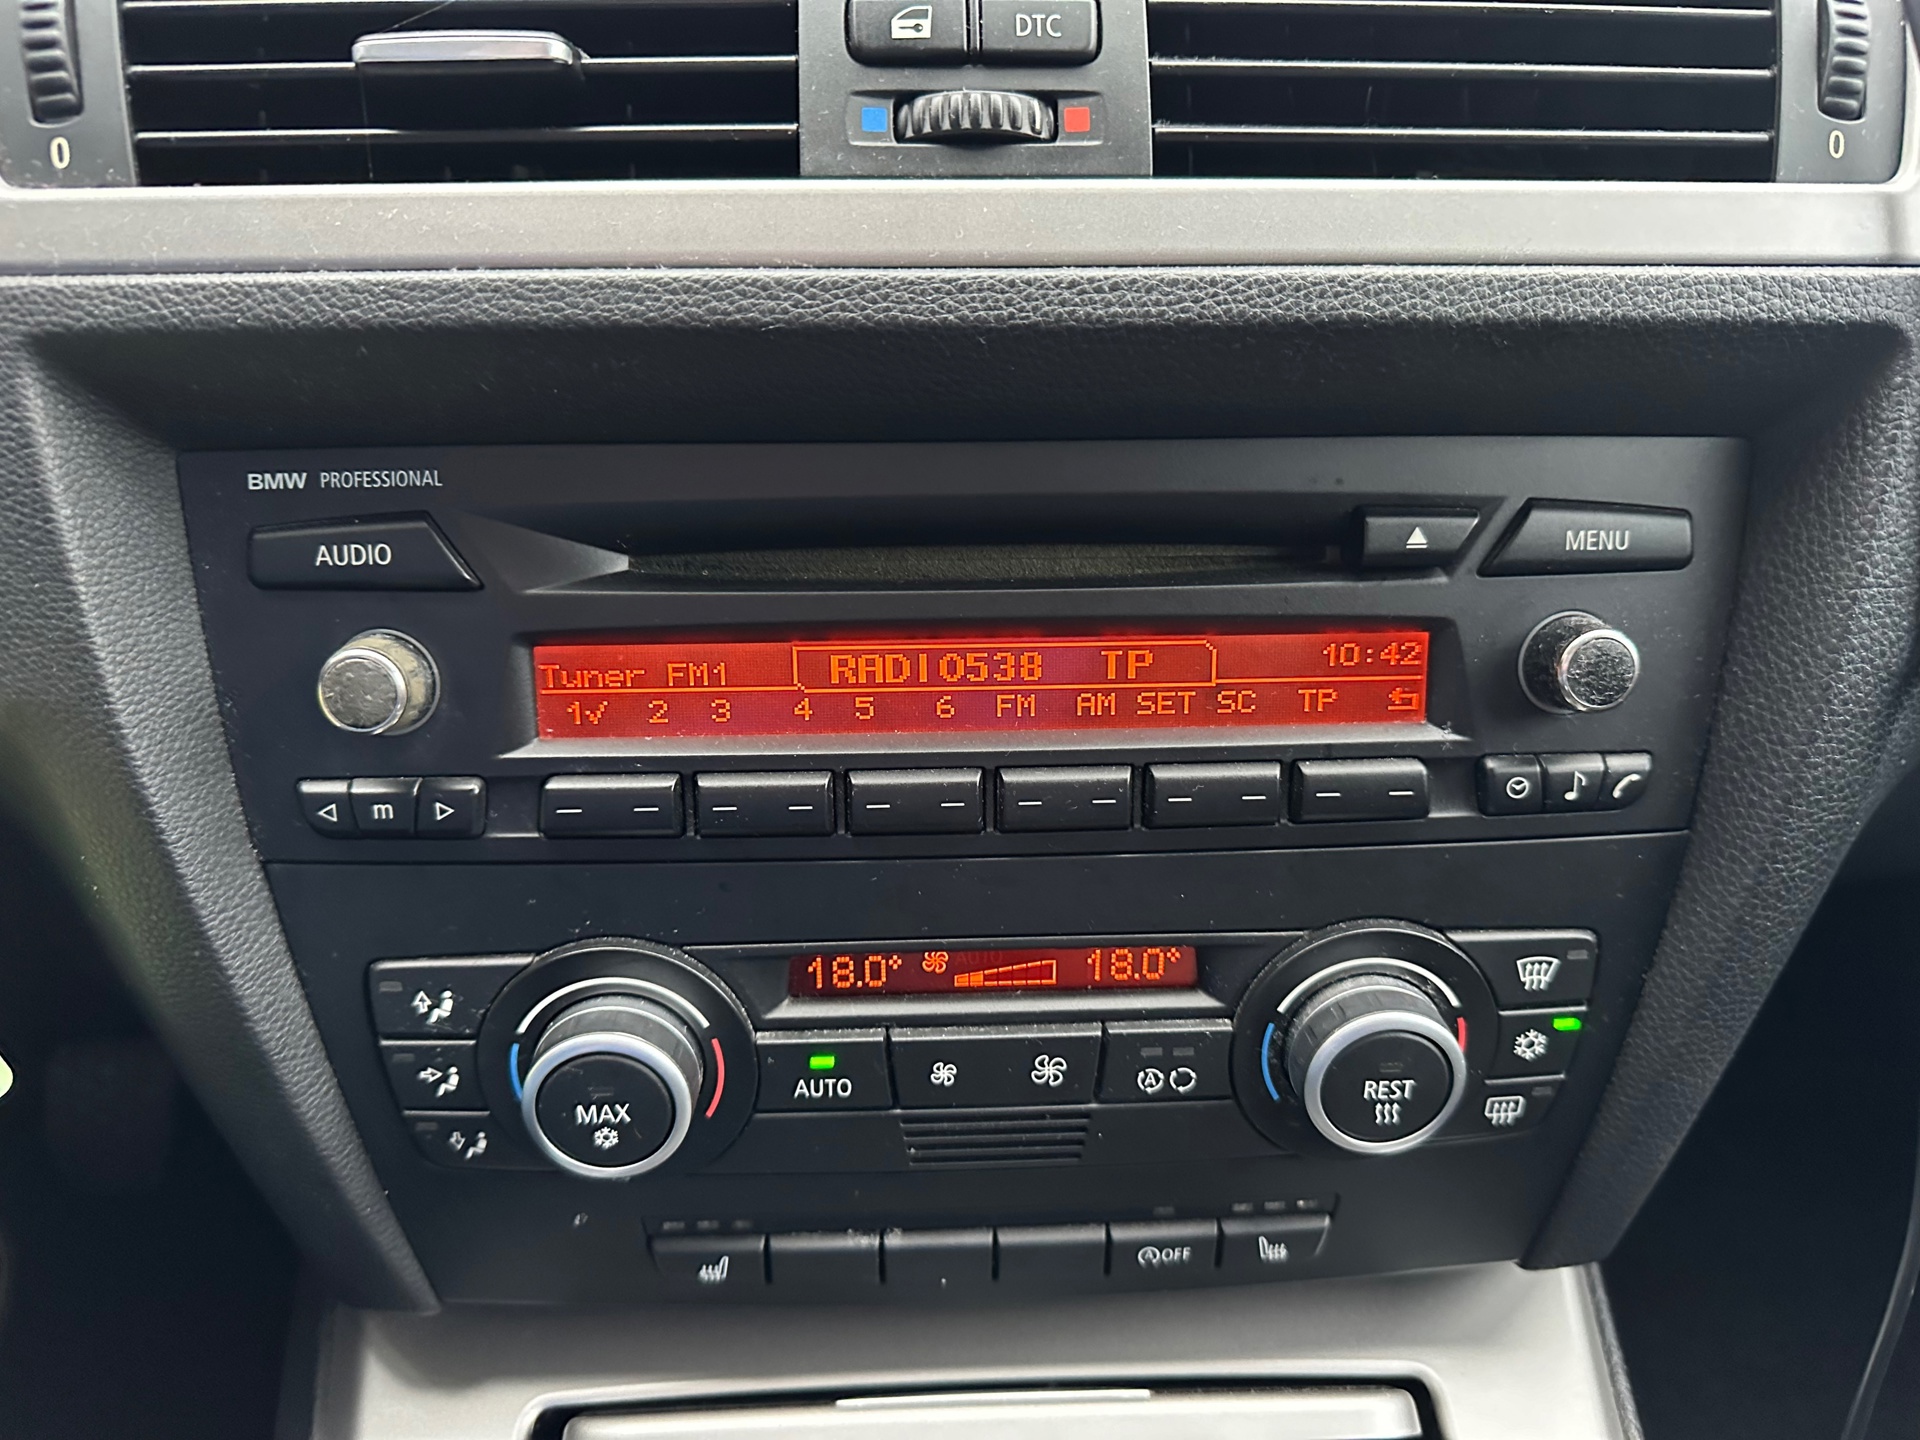 DTC
0
0
BMW PROFESSIONAL
AUDIO
MENU
Tuner FM1 RADIO538 TP 10:42
1√ 2 3 4 5 6 FM AM SET SC TP
m
18.0° AUTO 18.0°
AUTO
A
MAX
REST
A OFF